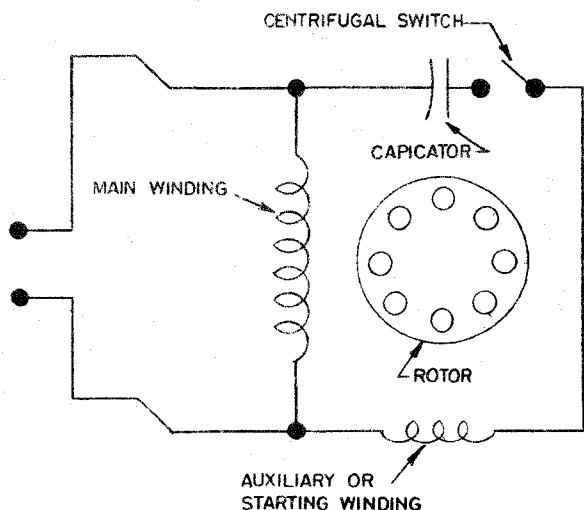 CENTRIFUGAL SWITCH
CAPICATOR
MAIN WINDING
ROTOR
AUXILIARY OR
STARTING WINDING